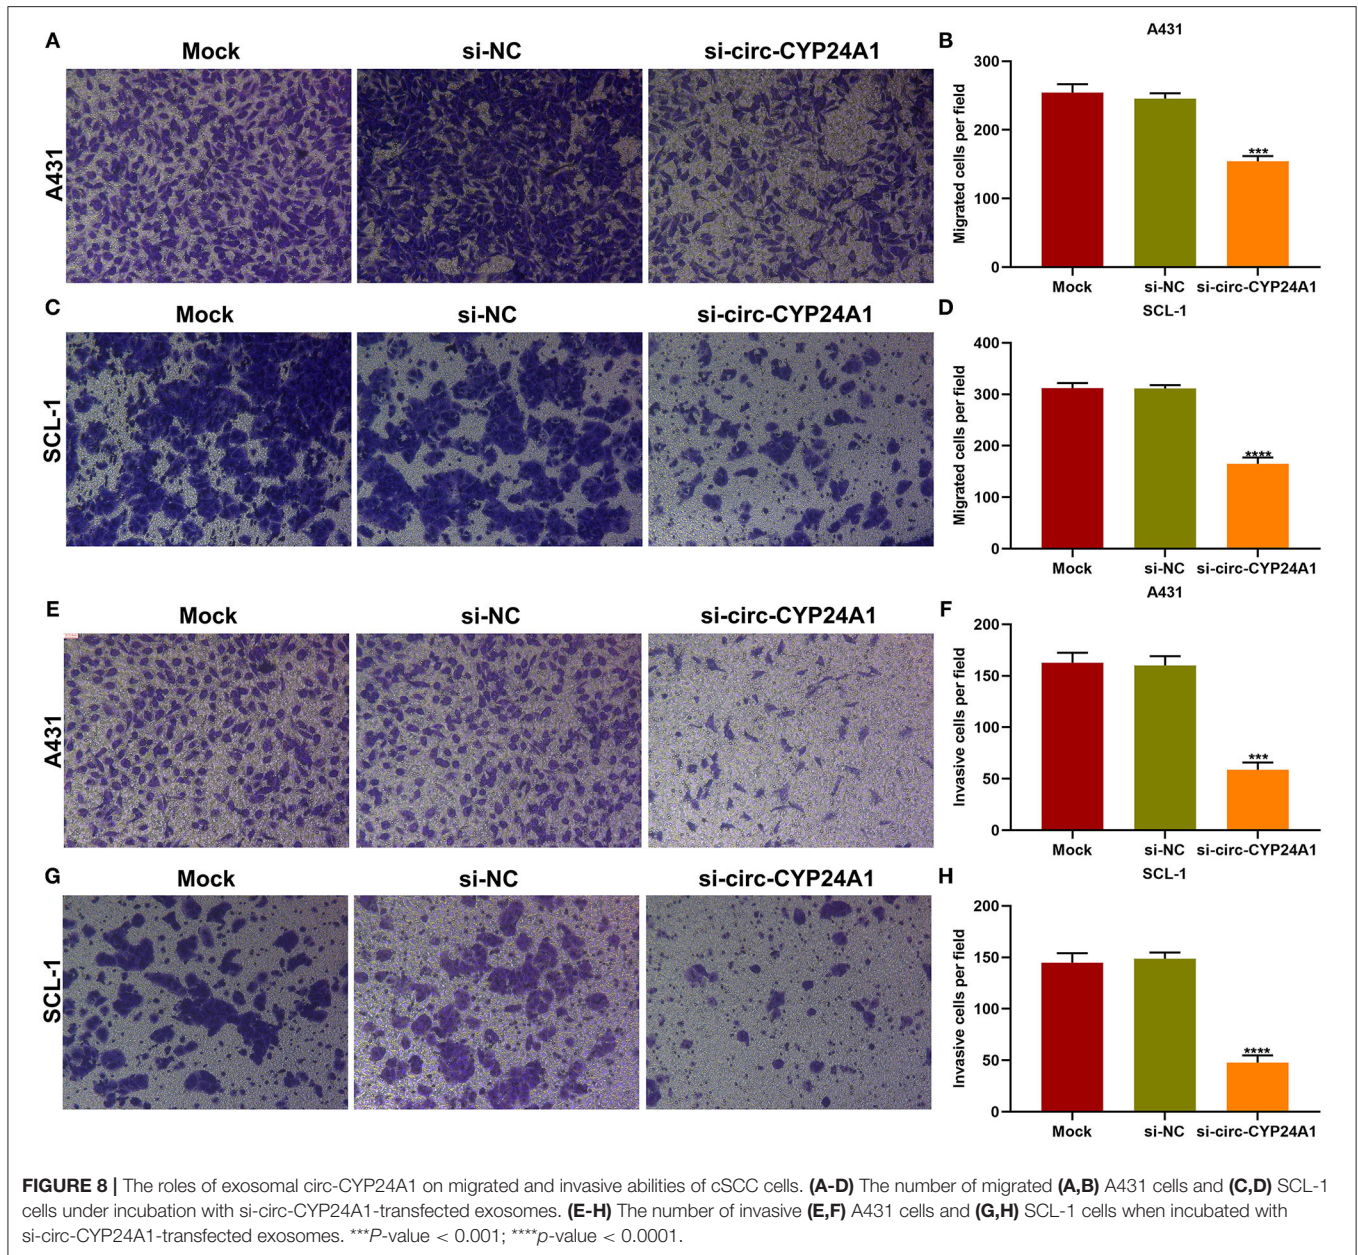 A
Mock
si-NC
si-circ-CYP24A1
A431
B
A431
Migrated cells per field
300
200
100
0
Mock
si-NC
si-circ-CYP24A1
***
C
Mock
si-NC
si-circ-CYP24A1
SCL-1
D
SCL-1
Migrated cells per field
400
300
200
100
0
Mock
si-NC
si-circ-CYP24A1
****
E
Mock
si-NC
si-circ-CYP24A1
A431
F
A431
Invasive cells per field
200
150
100
50
0
Mock
si-NC
si-circ-CYP24A1
***
G
Mock
si-NC
si-circ-CYP24A1
SCL-1
H
SCL-1
Invasive cells per field
200
150
100
50
0
Mock
si-NC
si-circ-CYP24A1
****
FIGURE 8 | The roles of exosomal circ-CYP24A1 on migrated and invasive abilities of cSCC cells. (A-D) The number of migrated (A,B) A431 cells and (C,D) SCL-1
cells under incubation with si-circ-CYP24A1-transfected exosomes. (E-H) The number of invasive (E,F) A431 cells and (G,H) SCL-1 cells when incubated with
si-circ-CYP24A1-transfected exosomes. ***P-value < 0.001; ****p-value < 0.0001.